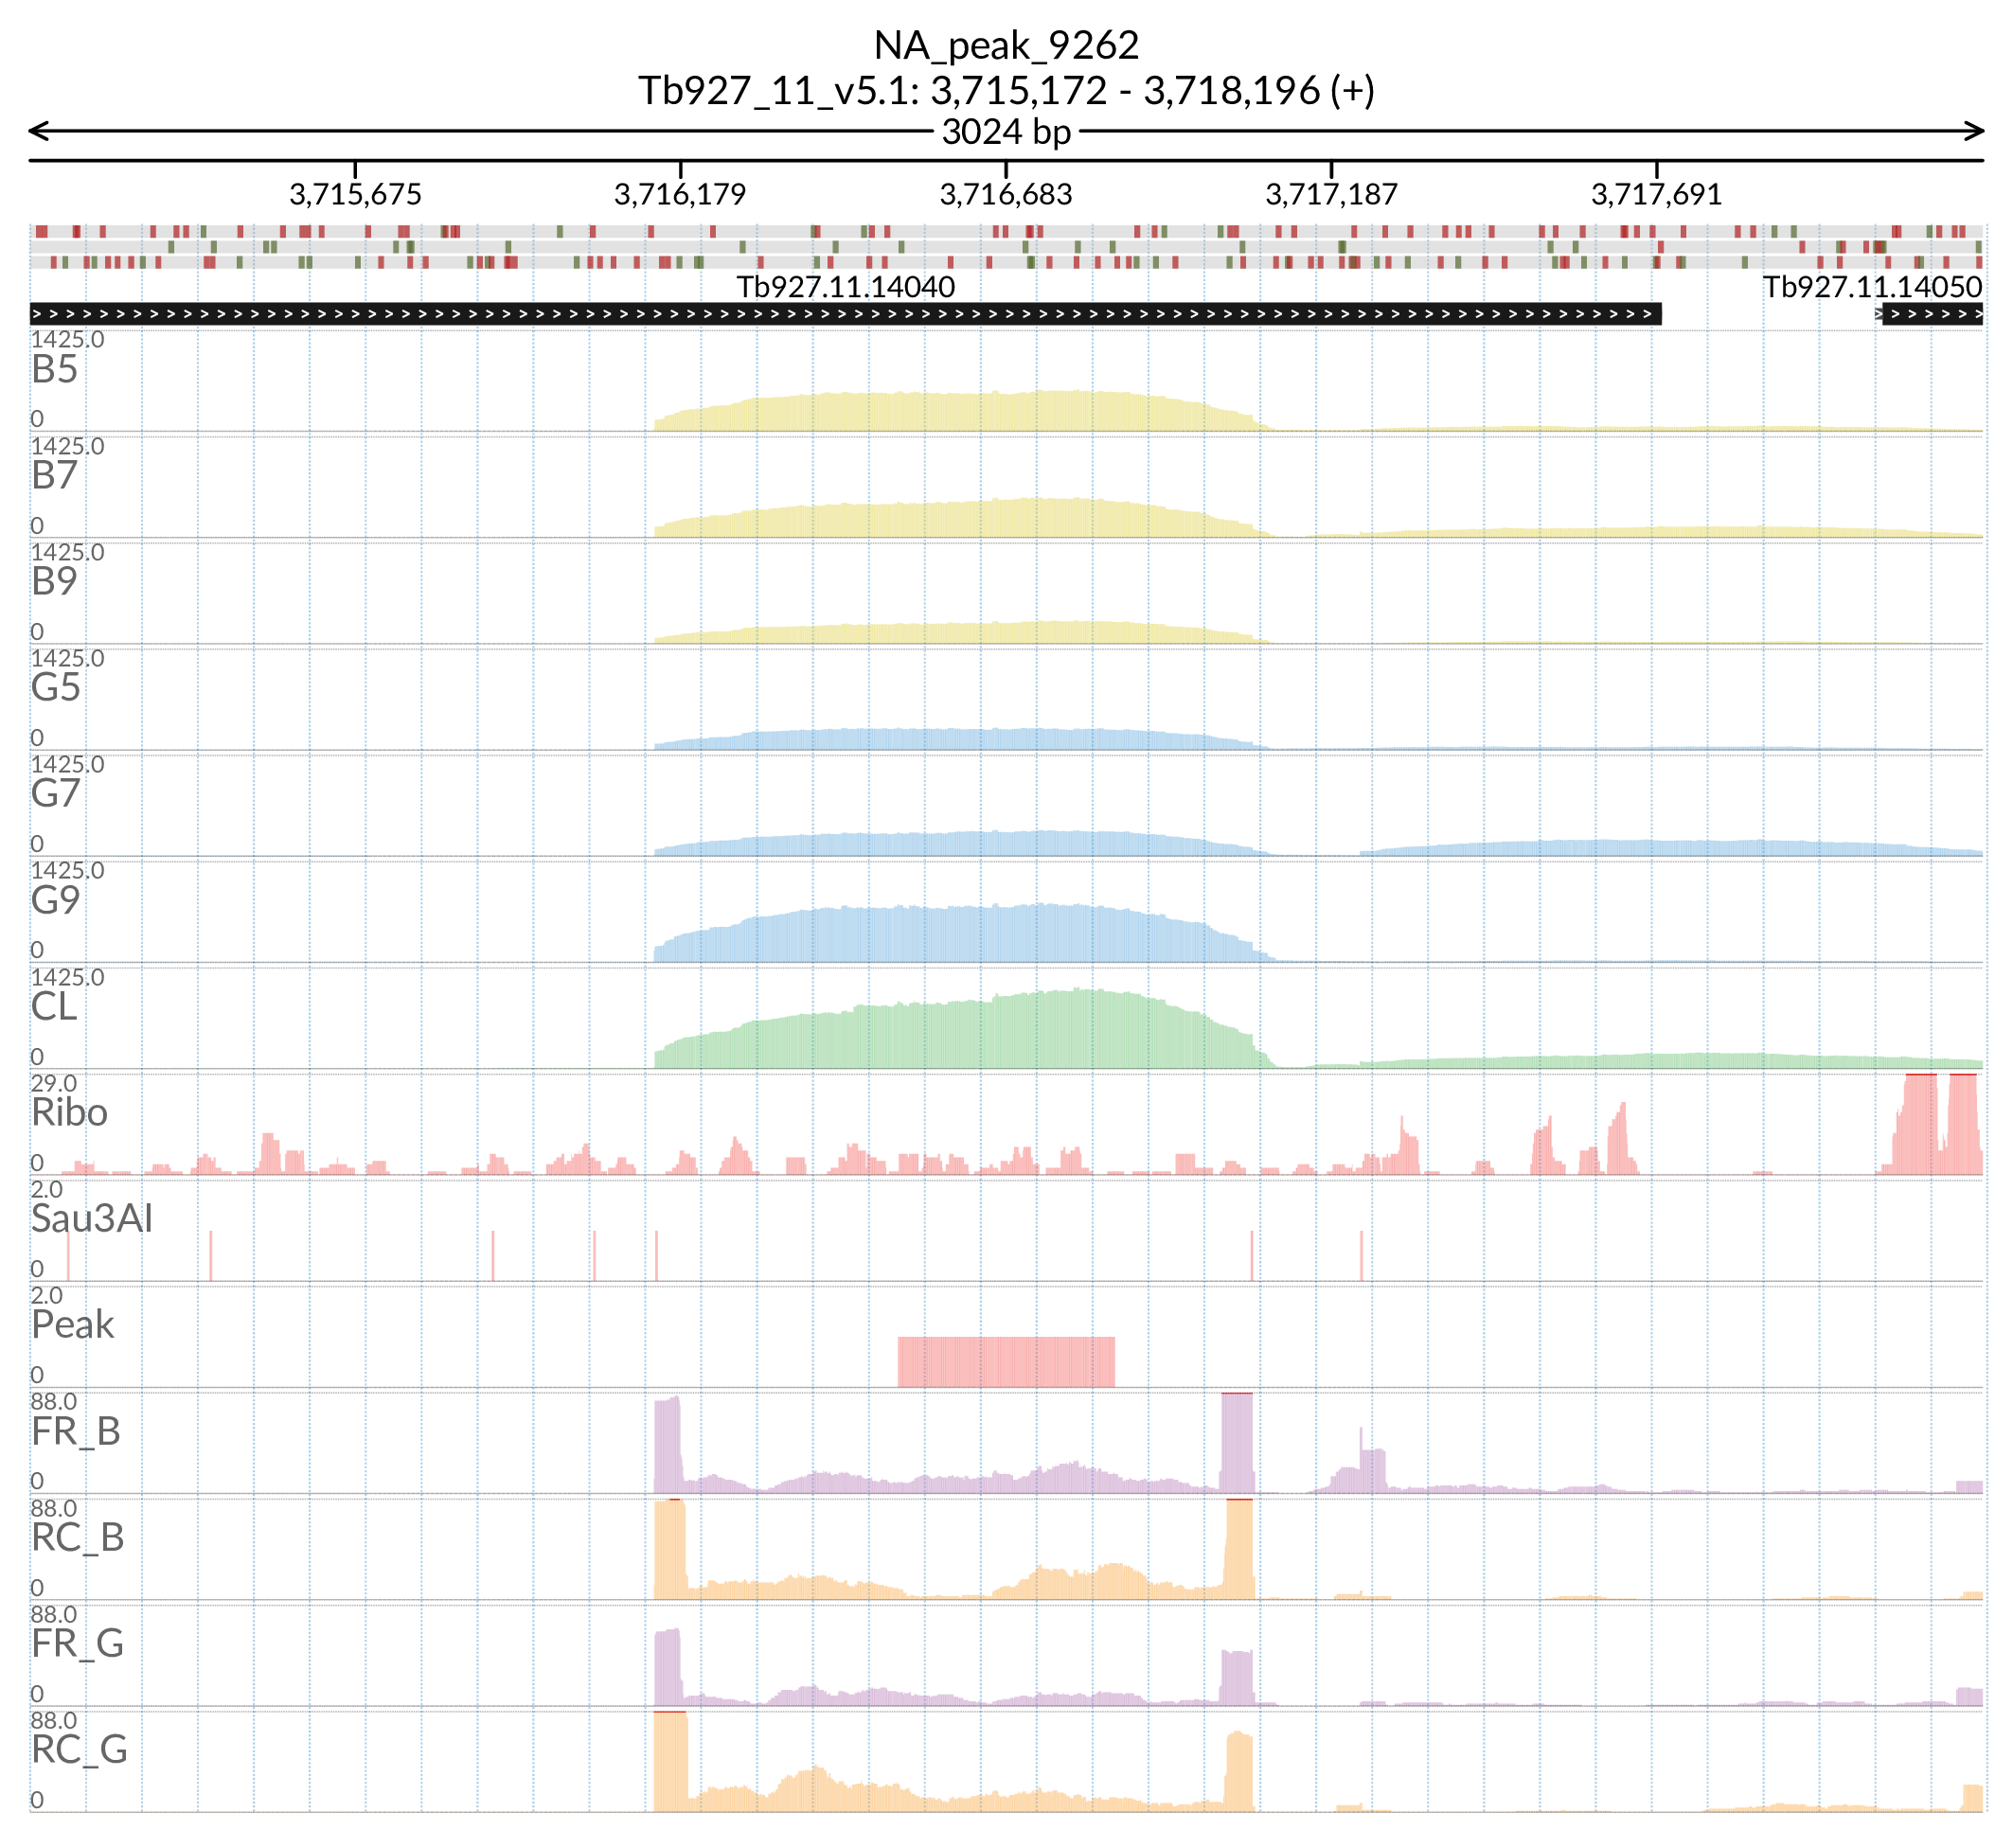 NA_peak_9262
Tb927_11_v5.1: 3,715,172 - 3,718,196 (+)
3024 bp
3,715,675 3,716,179 3,716,683 3,717,187 3,717,691
Tb927.11.14040 Tb927.11.14050
1425.0
B5
0
1425.0
B7
0
1425.0
B9
0
1425.0
G5
0
1425.0
G7
0
1425.0
G9
0
1425.0
CL
0
29.0
Ribo
0
2.0
Sau3AI
0
2.0
Peak
0
88.0
FR_B
0
88.0
RC_B
0
88.0
FR_G
0
88.0
RC_G
0